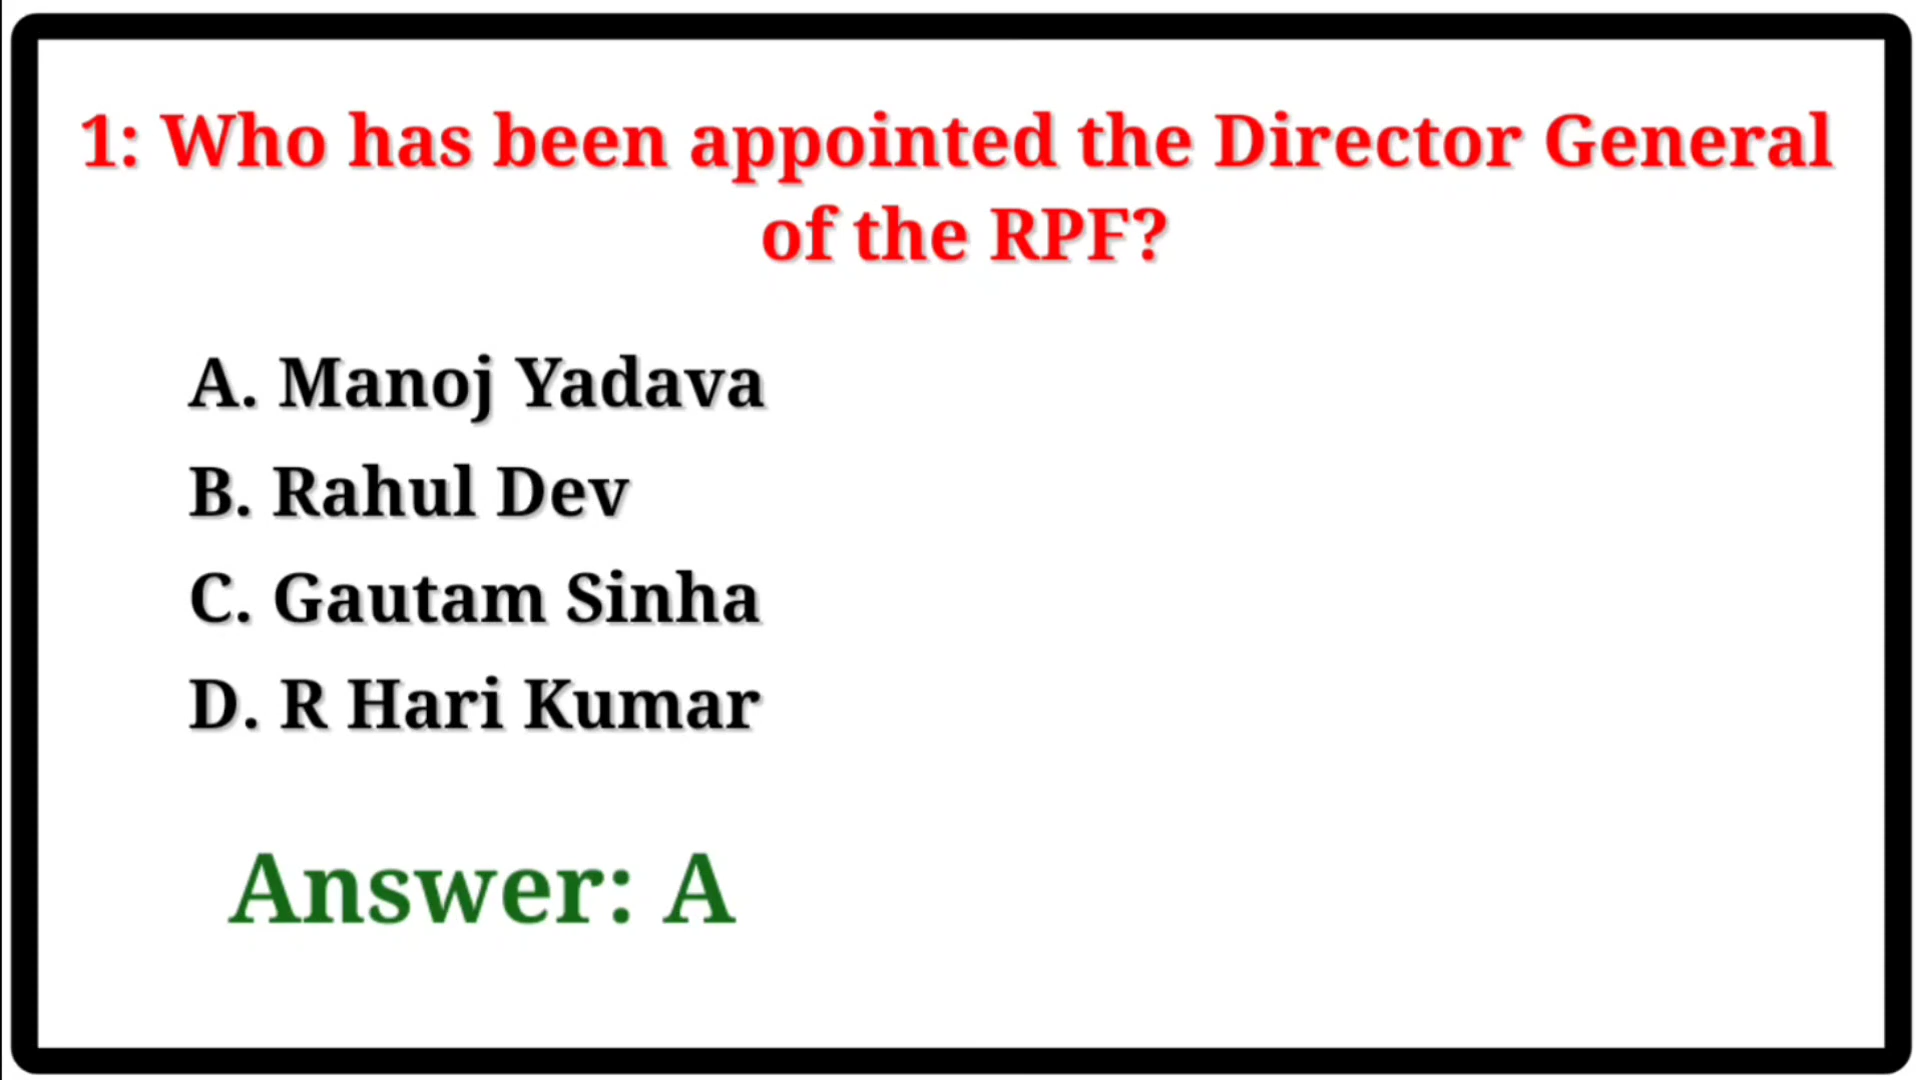 1: Who has been appointed the Director General
of the RPF?
A. Manoj Yadava
B. Rahul Dev
C. Gautam Sinha
D. R Hari Kumar
Answer: A